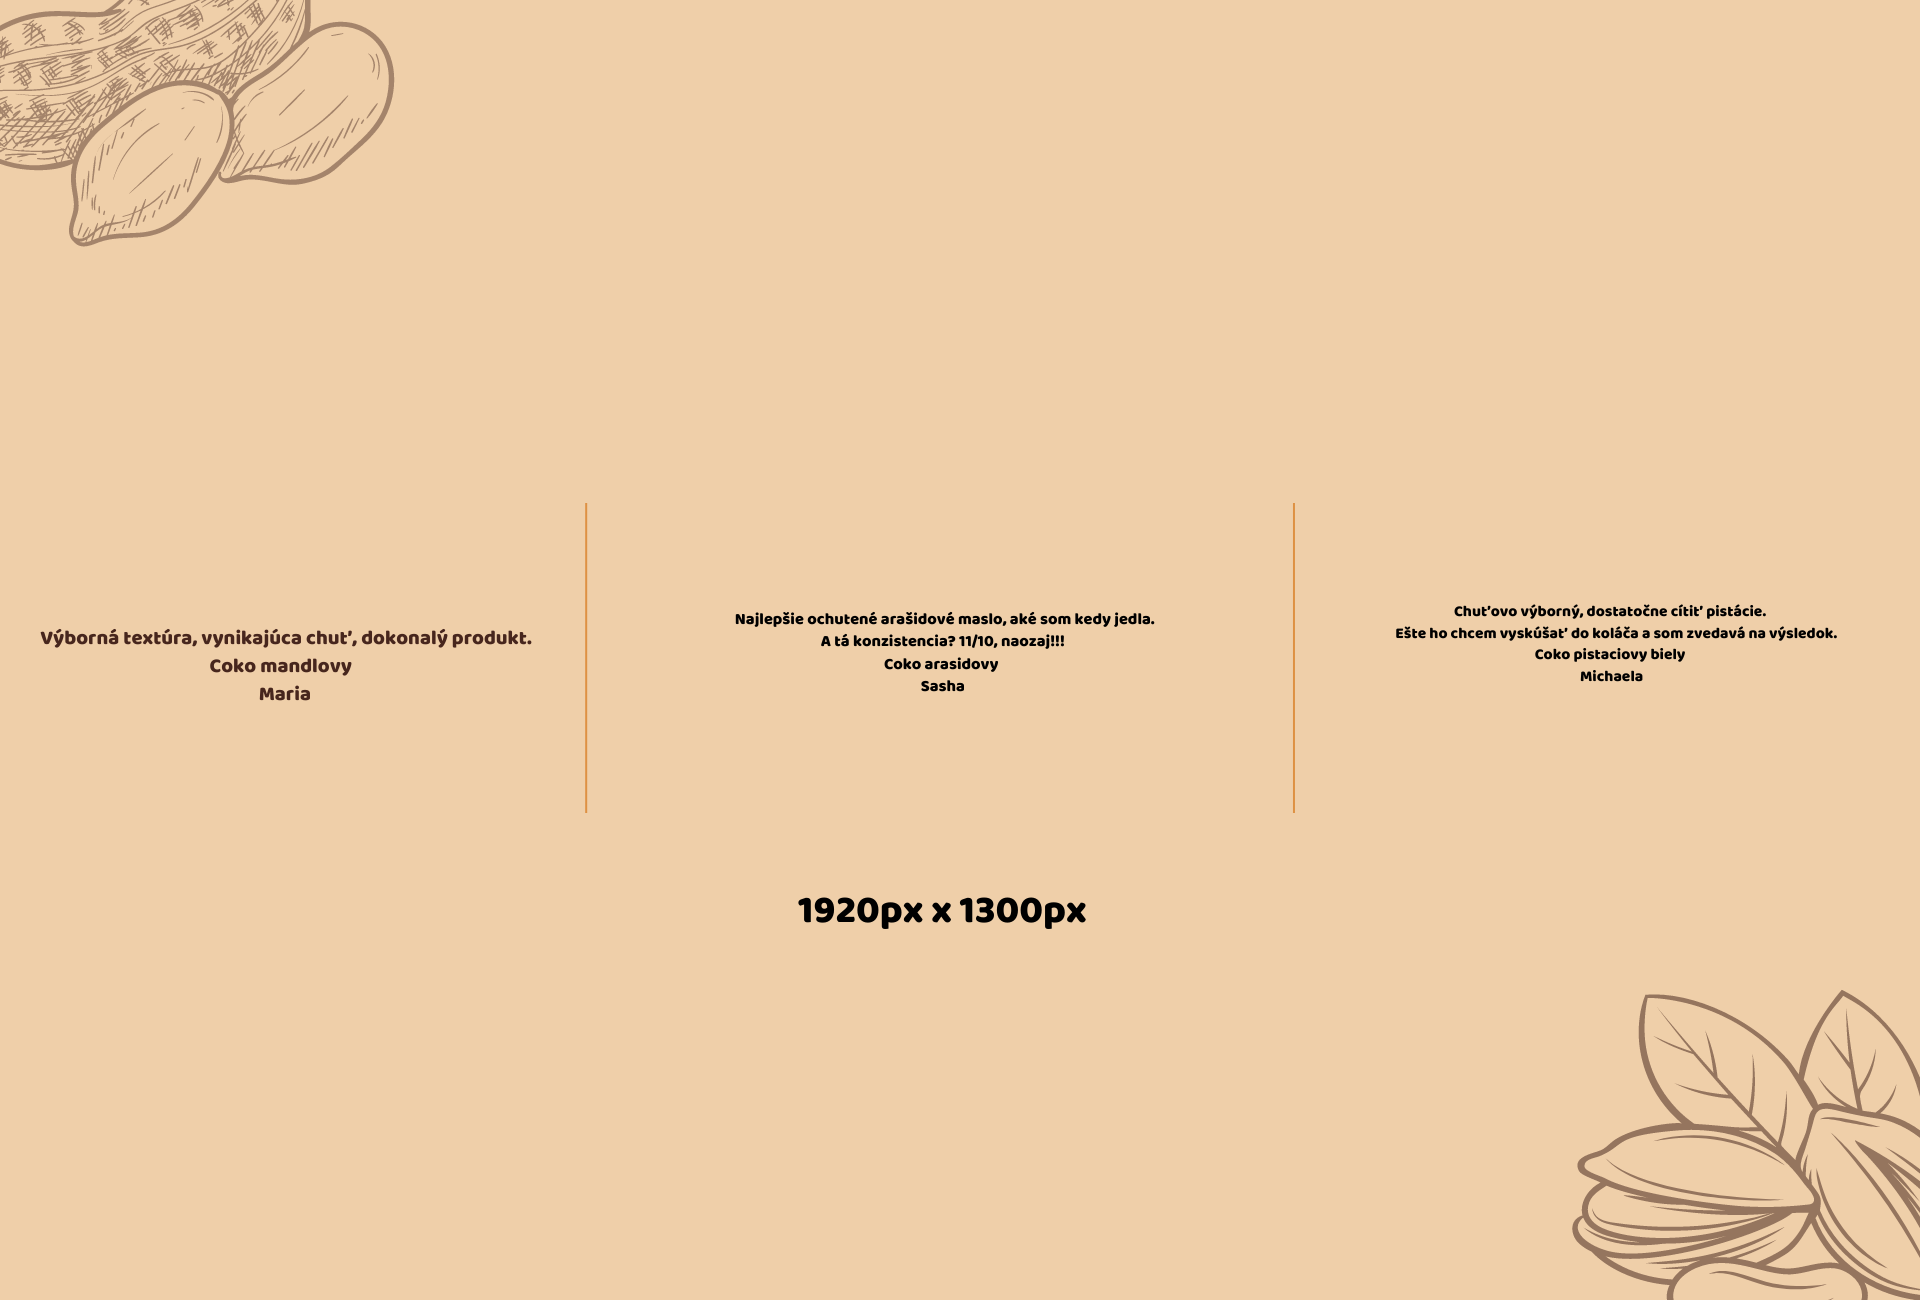 Výborná textúra, vynikajúca chuť, dokonalý produkt.
Coko mandlovy
Maria
Najlepšie ochutené arašidové maslo, aké som kedy jedla.
A tá konzistencia? 11/10, naozaj!!!
Coko arasidovy
Sasha
Chuťovo výborný, dostatočne cítiť pistácie.
Ešte ho chcem vyskúšať do koláča a som zvedavá na výsledok.
Coko pistaciovy biely
Michaela
1920px x 1300px